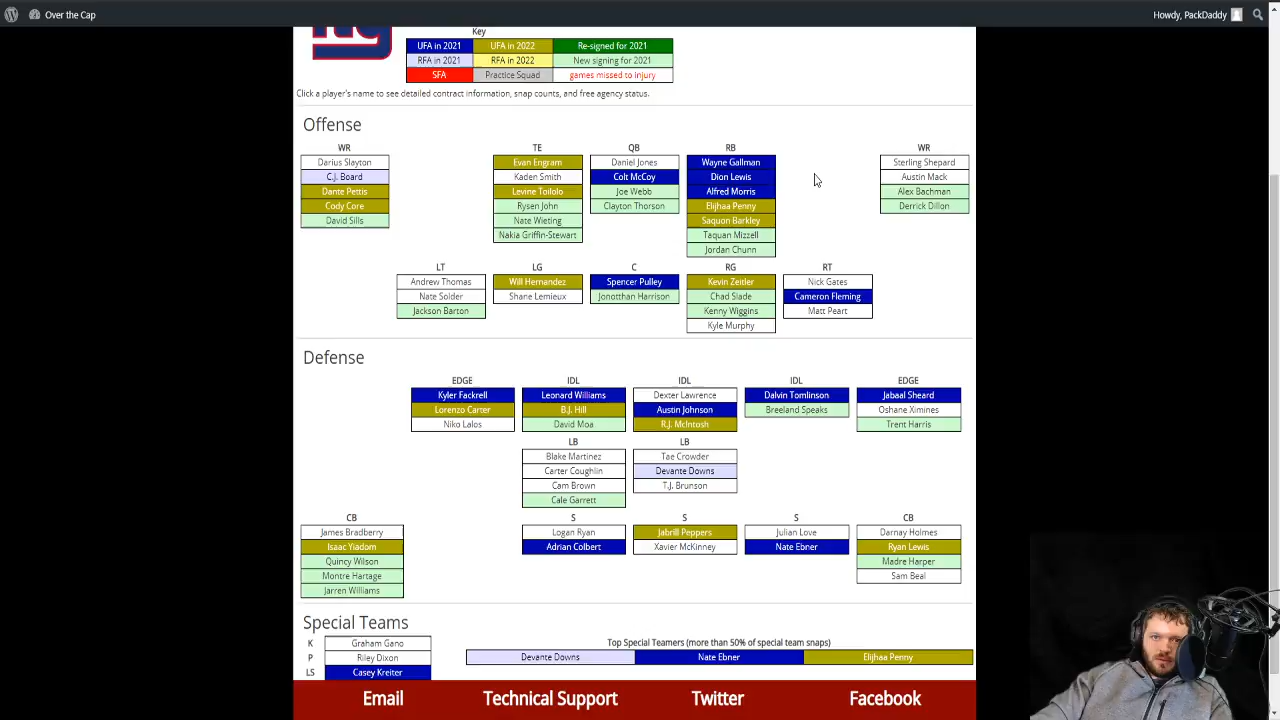 Over the Cap
Howdy, PackDaddy
Key
UFA in 2021 UFA in 2022 Re-signed for 2021
RFA in 2021 RFA in 2022 New signing for 2021
SFA Practice Squad games missed to injury
Click a player's name to see detailed contract information, snap counts, and free agency status.
Offense
WR TE QB RB WR
Darius Slayton Evan Engram Daniel Jones Wayne Gallman Sterling Shepard
C.J. Board Kaden Smith Colt McCoy Dion Lewis Austin Mack
Dante Pettis Levine Toilolo Joe Webb Alfred Morris Alex Bachman
Cody Core Rysen John Clayton Thorson Elijhaa Penny Derrick Dillon
David Sills Nate Wieting Saquon Barkley
Nakia Griffin-Stewart Taquan Mizzell
Jordan Chunn
LT LG C RG RT
Andrew Thomas Will Hernandez Spencer Pulley Kevin Zeitler Nick Gates
Nate Solder Shane Lemieux Jonotthan Harrison Chad Slade Cameron Fleming
Jackson Barton Kenny Wiggins Matt Peart
Kyle Murphy
Defense
EDGE IDL IDL IDL EDGE
Kyler Fackrell Leonard Williams Dexter Lawrence Dalvin Tomlinson Jabaal Sheard
Lorenzo Carter B.J. Hill Austin Johnson Breeland Speaks Oshane Ximines
Niko Lalos David Moa R.J. McIntosh Trent Harris
LB LB
Blake Martinez Tae Crowder
Carter Coughlin Devante Downs
Cam Brown T.J. Brunson
Cale Garrett
CB S S S CB
James Bradberry Logan Ryan Jabrill Peppers Julian Love Darnay Holmes
Isaac Yiadom Adrian Colbert Xavier McKinney Nate Ebner Ryan Lewis
Quincy Wilson Madre Harper
Montre Hartage Sam Beal
Jarren Williams
Special Teams
K Graham Gano Top Special Teamers (more than 50% of special team snaps)
P Riley Dixon Devante Downs Nate Ebner Elijhaa Penny
LS Casey Kreiter
Email Technical Support Twitter Facebook